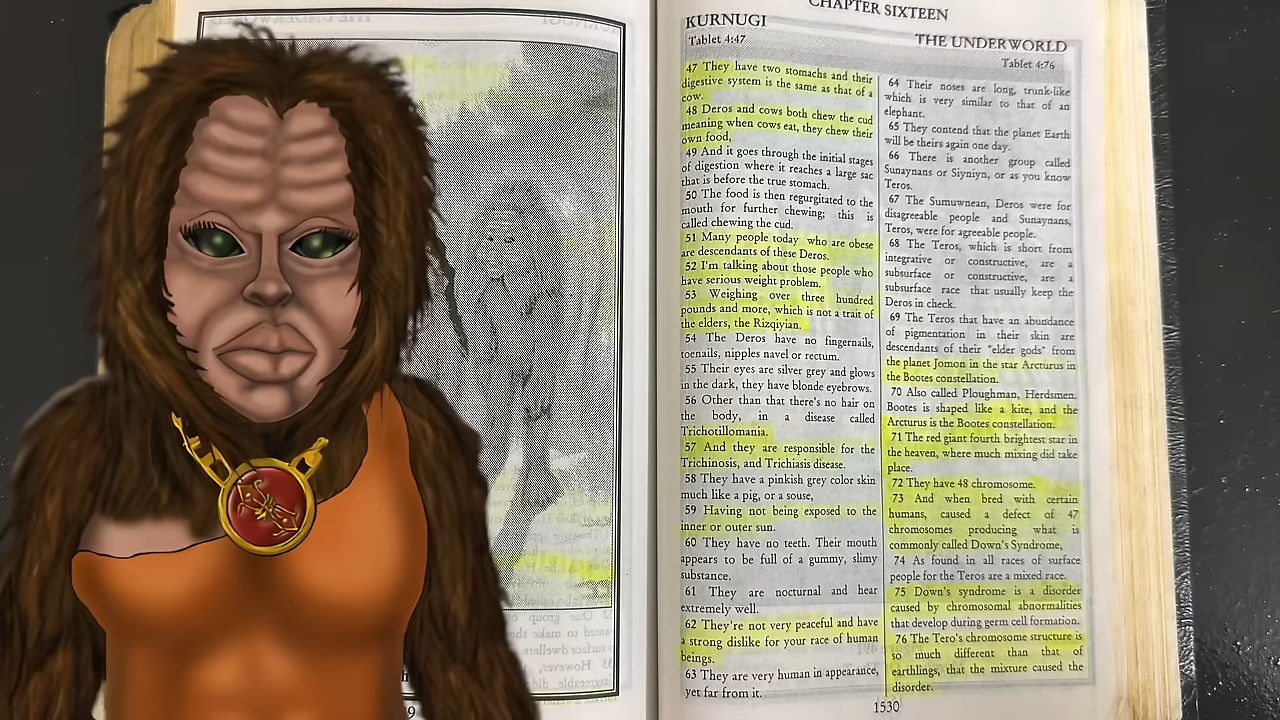 CHAPTER SIXTEEN
KURNUGI
THE UNDERWORLD
Tablet 4:47
Tablet 4:76
47 They have two stomachs and their
digestive system is the same as that of a
cow.
48 Deros and cows both chew the cud
meaning when cows eat, they chew their
own food.
49 And it goes through the initial stages
of digestion, where it reaches a large sac
that is before the true stomach.
50 The food is then regurgitated to the
mouth for further chewing; this is
called chewing the cud.
51 Many people today who are obese
are descendants of these Deros.
52 I'm talking about those people who
have serious weight problem.
53 Weighing over three hundred
pounds and more, which is not a trait of
the elders, the Rizqiyian.
54 The Deros have no fingernails,
toenails, nipples navel or rectum.
55 Their eyes are silver grey and glows
in the dark they have blonde eyebrows.
56 Other than that there's no hair on
the body, in a disease called
Trichotillomania.
57 And they are responsible for the
Trichinosis, and Trichiasis disease.
58 They have a pinkish grey color skin
much like a pig, or a souse,
59 Having not being exposed to the
inner or outer sun.
60 They have no teeth. Their mouth
appears to be full of a gummy, slimy
substance.
61 They are nocturnal and hear
extremely well.
62 They're not very peaceful and have
a strong dislike for your race of human
beings.
63 They are very human in appearance,
yet far from it.
64 Their noses are long, trunk-like
which is very similar to that of an
elephant.
65 They contend that the planet Earth
will be theirs again one day.
66 There is another group called
Sunaynans or Siyniyn, or as you know
Teros.
67 The Sumuwnean, Deros were for
disagreeable people and Sunaynans,
Teros, were for agreeable people.
68 The Teros, which is short from
integrative or constructive, are a
subsurface or constructive, are a
subsurface race that usually keep the
Deros in check.
69 The Teros that have an abundance
of pigmentation in their skin are
descendants of their "elder gods" from
the planet Jomon in the star Arcturus in
the Bootes constellation.
70 Also called Ploughman, Herdsmen.
Bootes is shaped like a kite, and the
Arcturus is the Bootes constellation.
71 The red giant fourth brightest star in
the heaven, where much mixing did take
place.
72 They have 48 chromosome.
73 And when bred with certain
humans, caused a defect of 47
chromosomes producing what is
commonly called Down's Syndrome,
74 As found in all races of surface
people for the Teros are a mixed race.
75 Down's syndrome is a disorder
caused by chromosomal abnormalities
that develop during germ cell formation.
76 The Tero's chromosome structure is
so much different than that of
earthlings, that the mixture caused the
disorder.
1530